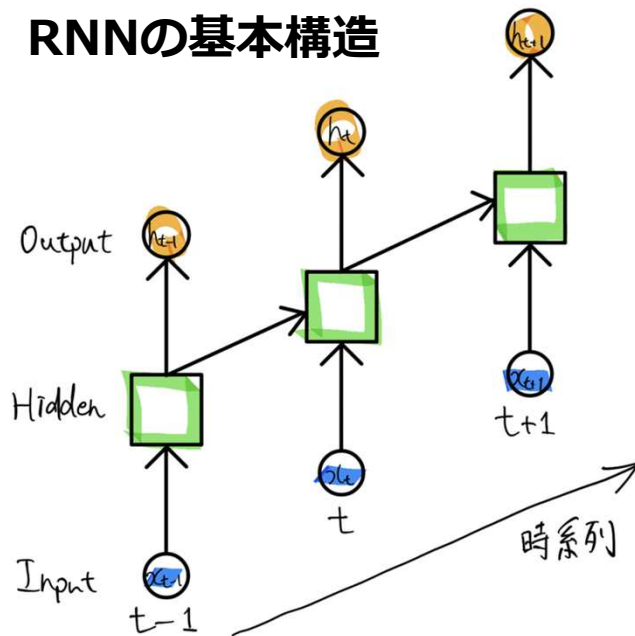 RNNの基本構造
h_{t+1}
h_t
Output
h_{t-1}
Hidden
x_{t+1}
t+1
x_t
t
時系列
Input
x_{t-1}
t-1